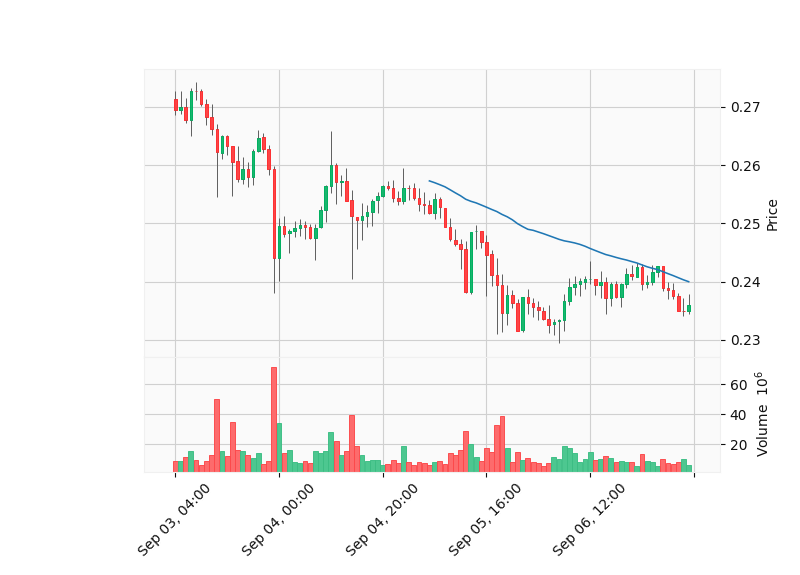 0.27
0.26
0.25
0.24
0.23
Price
60
40
20
Volume 10^6
Sep 03, 04:00
Sep 04, 00:00
Sep 04, 20:00
Sep 05, 16:00
Sep 06, 12:00